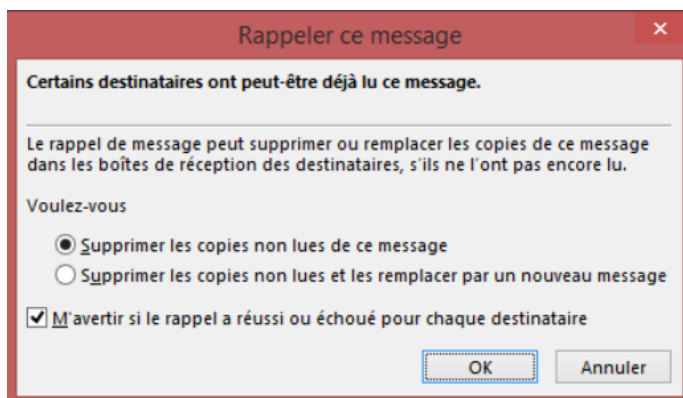 Rappeler ce message
Certains destinataires ont peut-être déjà lu ce message.
Le rappel de message peut supprimer ou remplacer les copies de ce message
dans les boîtes de réception des destinataires, s'ils ne l'ont pas encore lu.
Voulez-vous
Supprimer les copies non lues de ce message
Supprimer les copies non lues et les remplacer par un nouveau message
M'avertir si le rappel a réussi ou échoué pour chaque destinataire
OK Annuler